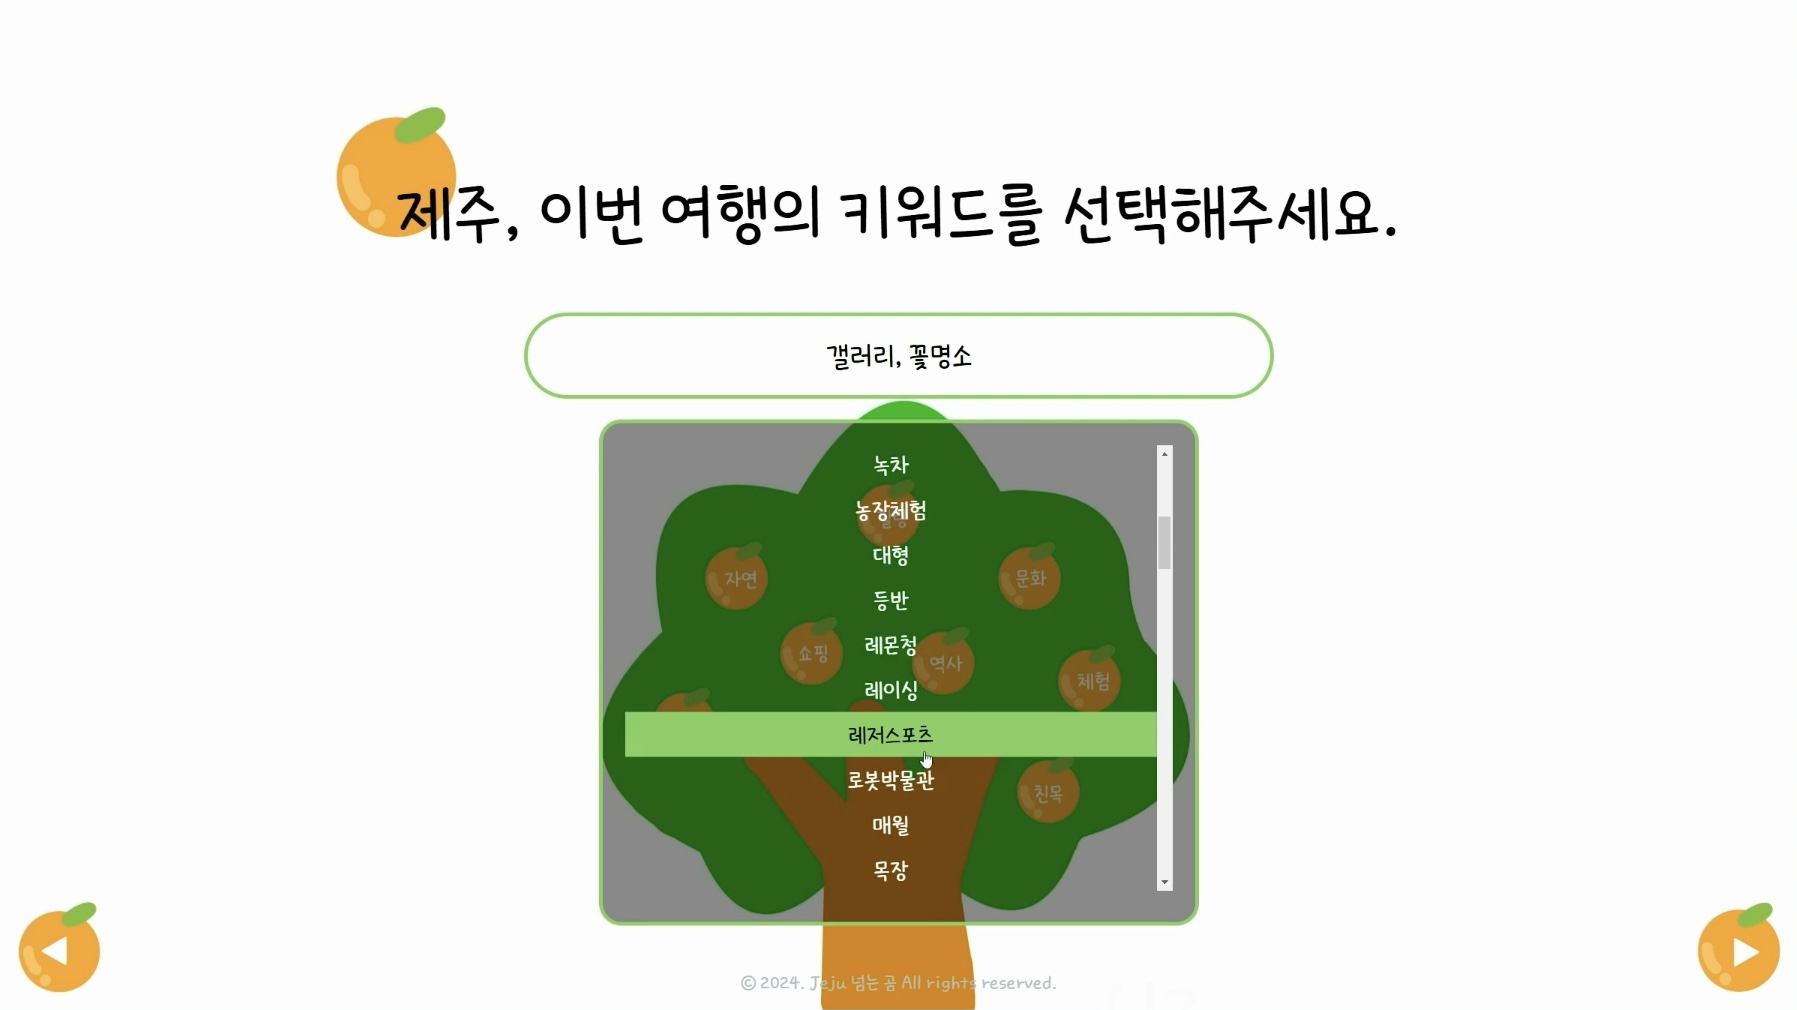 제주, 이번 여행의 키워드를 선택해주세요.
갤러리, 꽃명소
녹차
농장체험
대형
자연
문화
등반
레몬청
쇼핑
역사
체험
레이싱
레저스포츠
로봇박물관
친목
매월
목장
© 2024. Jeju 넘는 곰 All rights reserved.